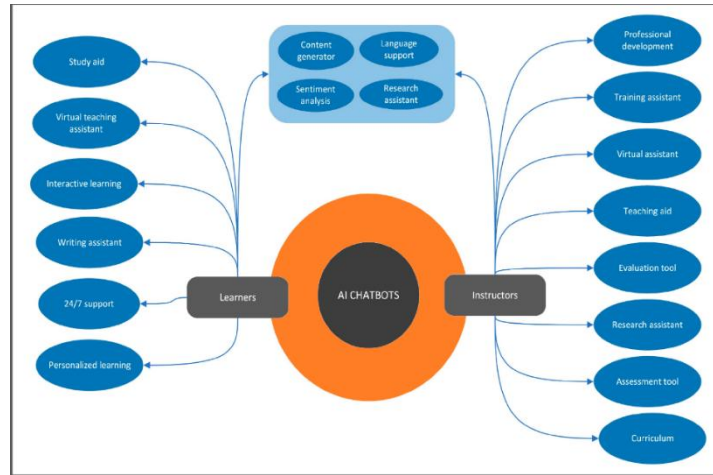 Content
generator
Language
support
Sentiment
analysis
Research
assistant
Study aid
Virtual teaching
assistant
Interactive learning
Writing assistant
24/7 support
Personalized learning
Learners
AI CHATBOTS
Instructors
Professional
development
Training assistant
Virtual assistant
Teaching aid
Evaluation tool
Research assistant
Assessment tool
Curriculum